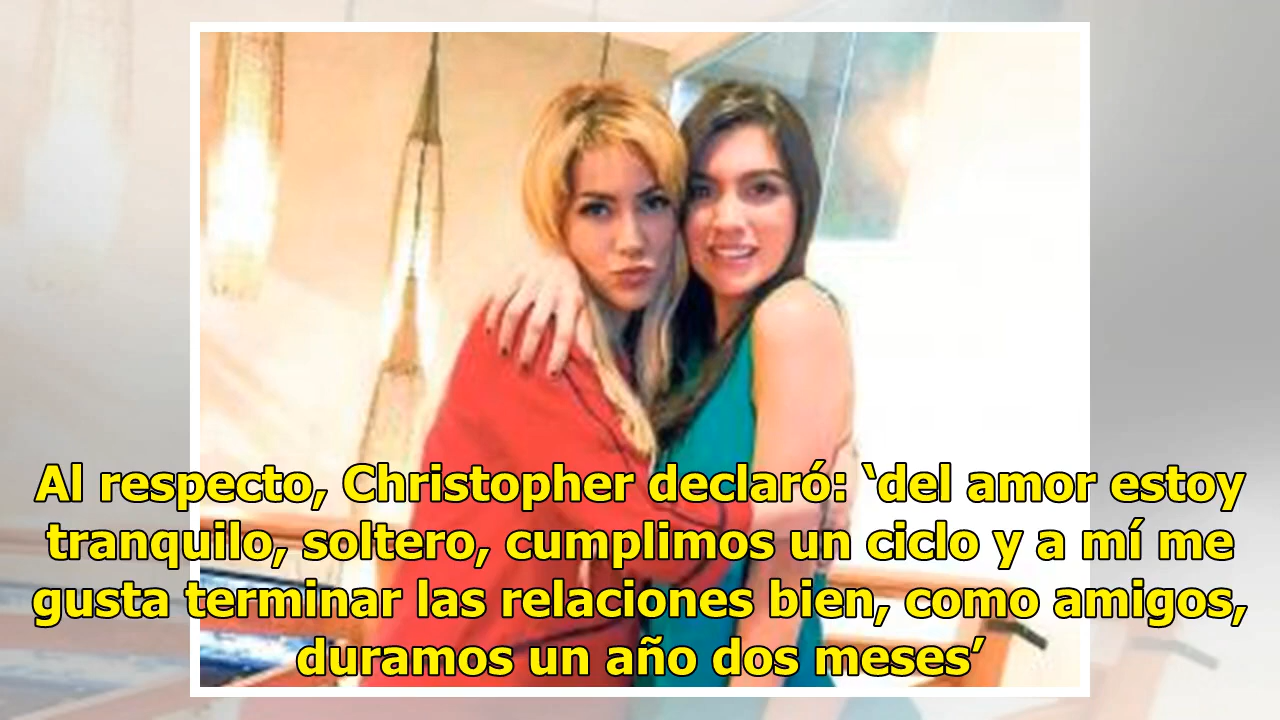 Al respecto, Christopher declaró: ‘del amor estoy
tranquilo, soltero, cumplimos un ciclo y a mí me
gusta terminar las relaciones bien, como amigos,
duramos un año dos meses’